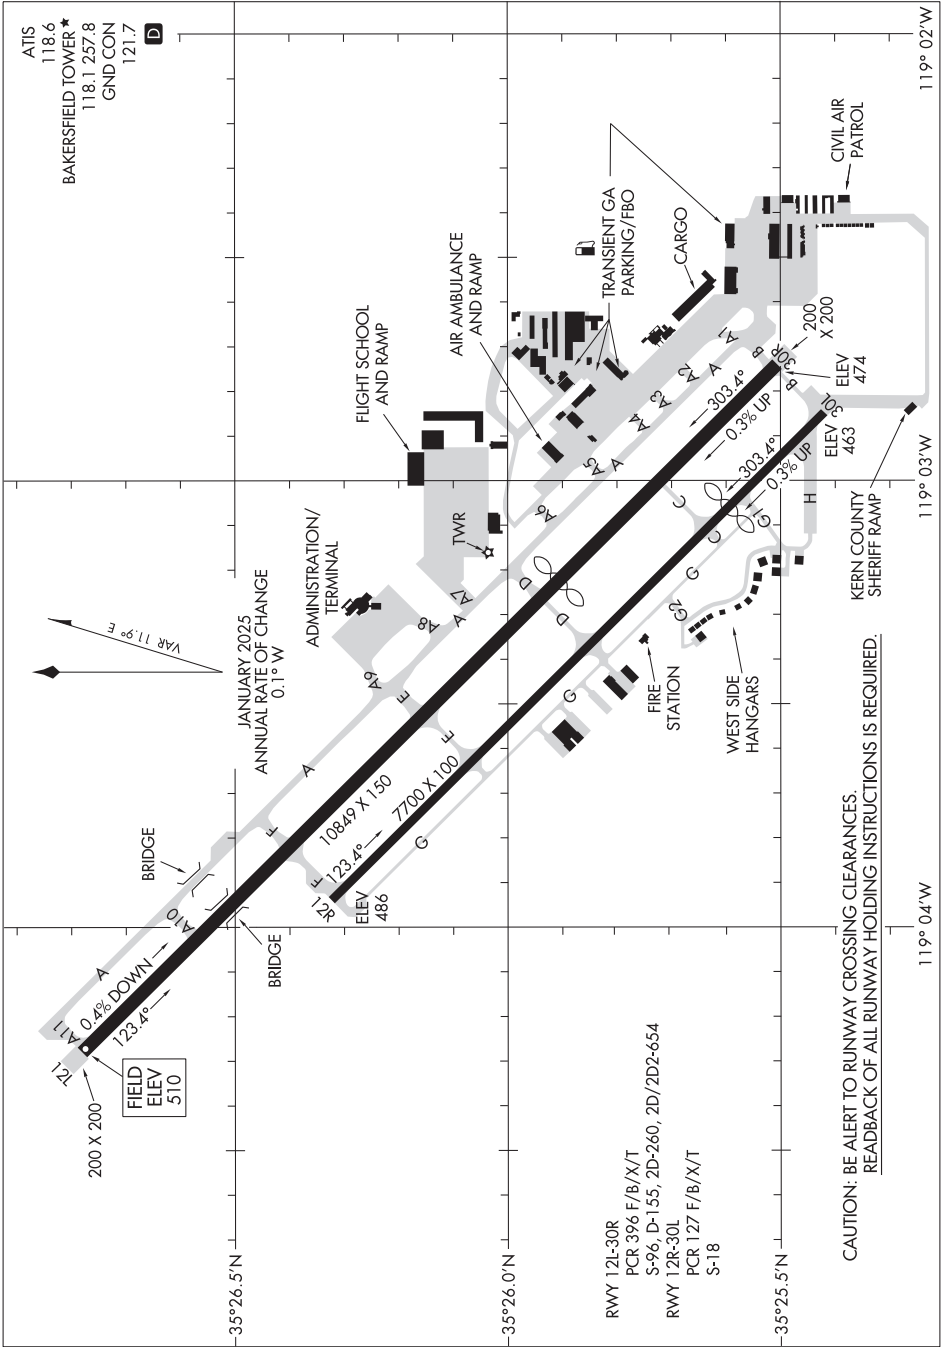 ATIS
118.6
BAKERSFIELD TOWER ★
118.1 257.8
GND CON
121.7
D
JANUARY 2025
ANNUAL RATE OF CHANGE
0.1° W
VAR 11.9° E
BRIDGE
BRIDGE
ADMINISTRATION/
TERMINAL
FLIGHT SCHOOL
AND RAMP
AIR AMBULANCE
AND RAMP
TRANSIENT GA
PARKING/FBO
CARGO
CIVIL AIR
PATROL
TWR
A11
A
A10
A
A9
A8
A
A7
A6
A5
A
A4
A3
A2
A
A1
B
B
12L
200 X 200
FIELD
ELEV
510
0.4% DOWN
123.4°
10849 X 150
303.4°
0.3% UP
30R
200
X 200
ELEV
474
12R
ELEV
486
123.4°
7700 X 100
303.4°
0.3% UP
30L
ELEV
463
F
F
E
E
D
D
C
C
G
G
G
G1
G2
H
FIRE
STATION
WEST SIDE
HANGARS
KERN COUNTY
SHERIFF RAMP
RWY 12L-30R
PCR 396 F/B/X/T
S-96, D-155, 2D-260, 2D/2D2-654
RWY 12R-30L
PCR 127 F/B/X/T
S-18
CAUTION: BE ALERT TO RUNWAY CROSSING CLEARANCES.
READBACK OF ALL RUNWAY HOLDING INSTRUCTIONS IS REQUIRED.
35°26.5'N
35°26.0'N
35°25.5'N
119° 04'W
119° 03'W
119° 02'W